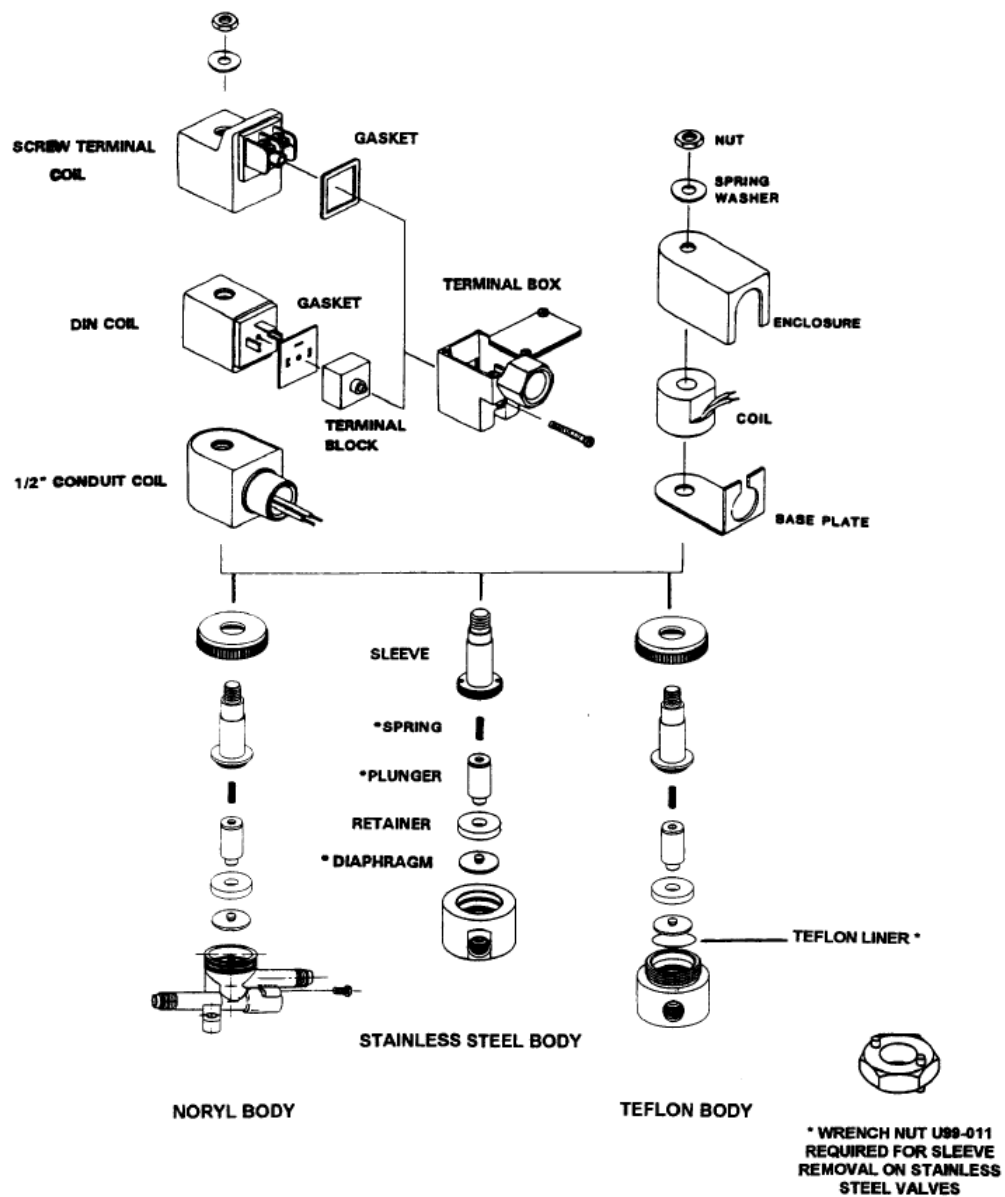 SCREW TERMINAL
COIL
GASKET
NUT
SPRING
WASHER
ENCLOSURE
DIN COIL
GASKET
TERMINAL BOX
TERMINAL
BLOCK
COIL
1/2" CONDUIT COIL
BASE PLATE
SLEEVE
*SPRING
*PLUNGER
RETAINER
*DIAPHRAGM
TEFLON LINER *
STAINLESS STEEL BODY
NORYL BODY
TEFLON BODY
* WRENCH NUT U99-011
REQUIRED FOR SLEEVE
REMOVAL ON STAINLESS
STEEL VALVES